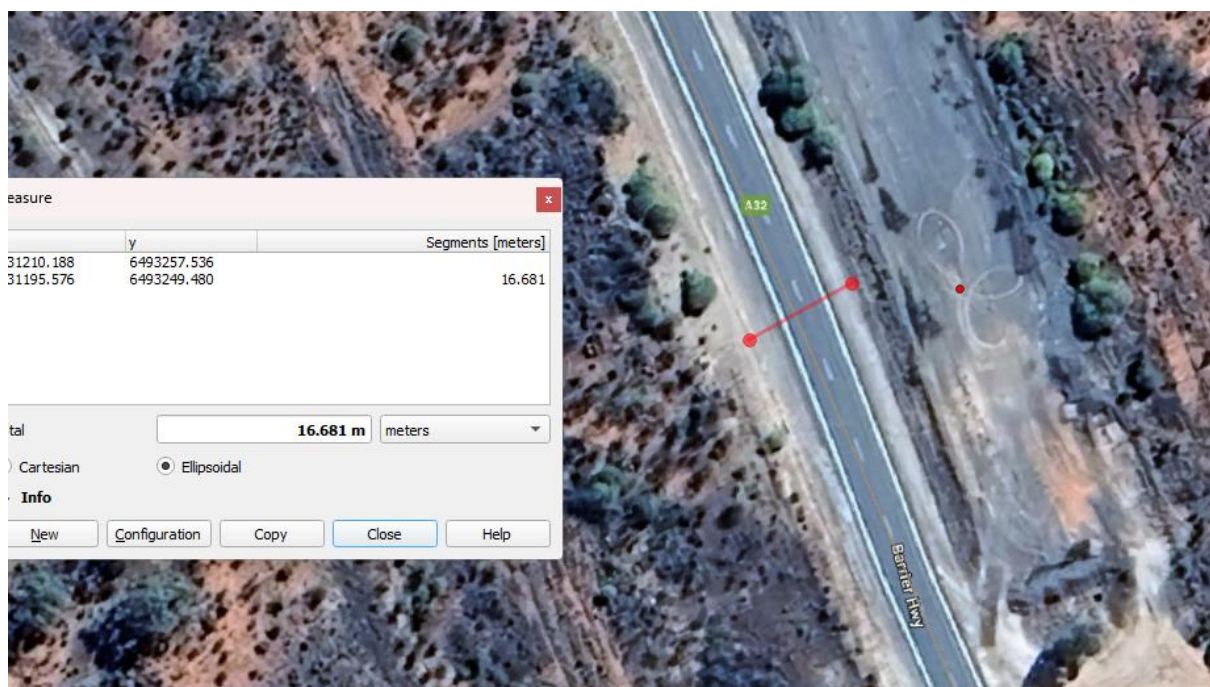 easure
x
y Segments [meters]
31210.188 6493257.536
31195.576 6493249.480 16.681
tal 16.681 m meters
Cartesian Ellipsoidal
Info
New Configuration Copy Close Help
A32
Barrier Hwy